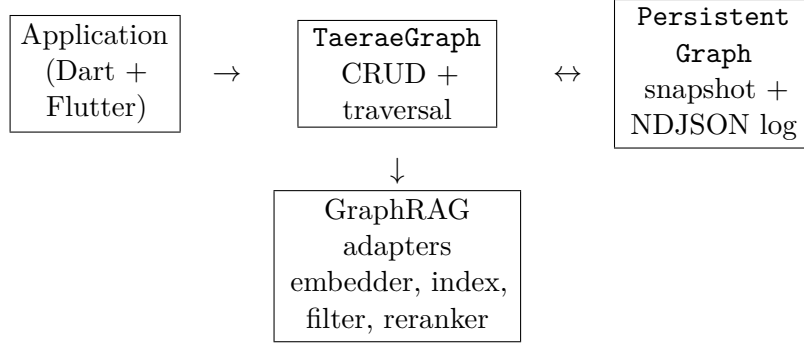 Application
(Dart +
Flutter)
→
TaeraeGraph
CRUD +
traversal
↔
Persistent
Graph
snapshot +
NDJSON log
↓
GraphRAG
adapters
embedder, index,
filter, reranker